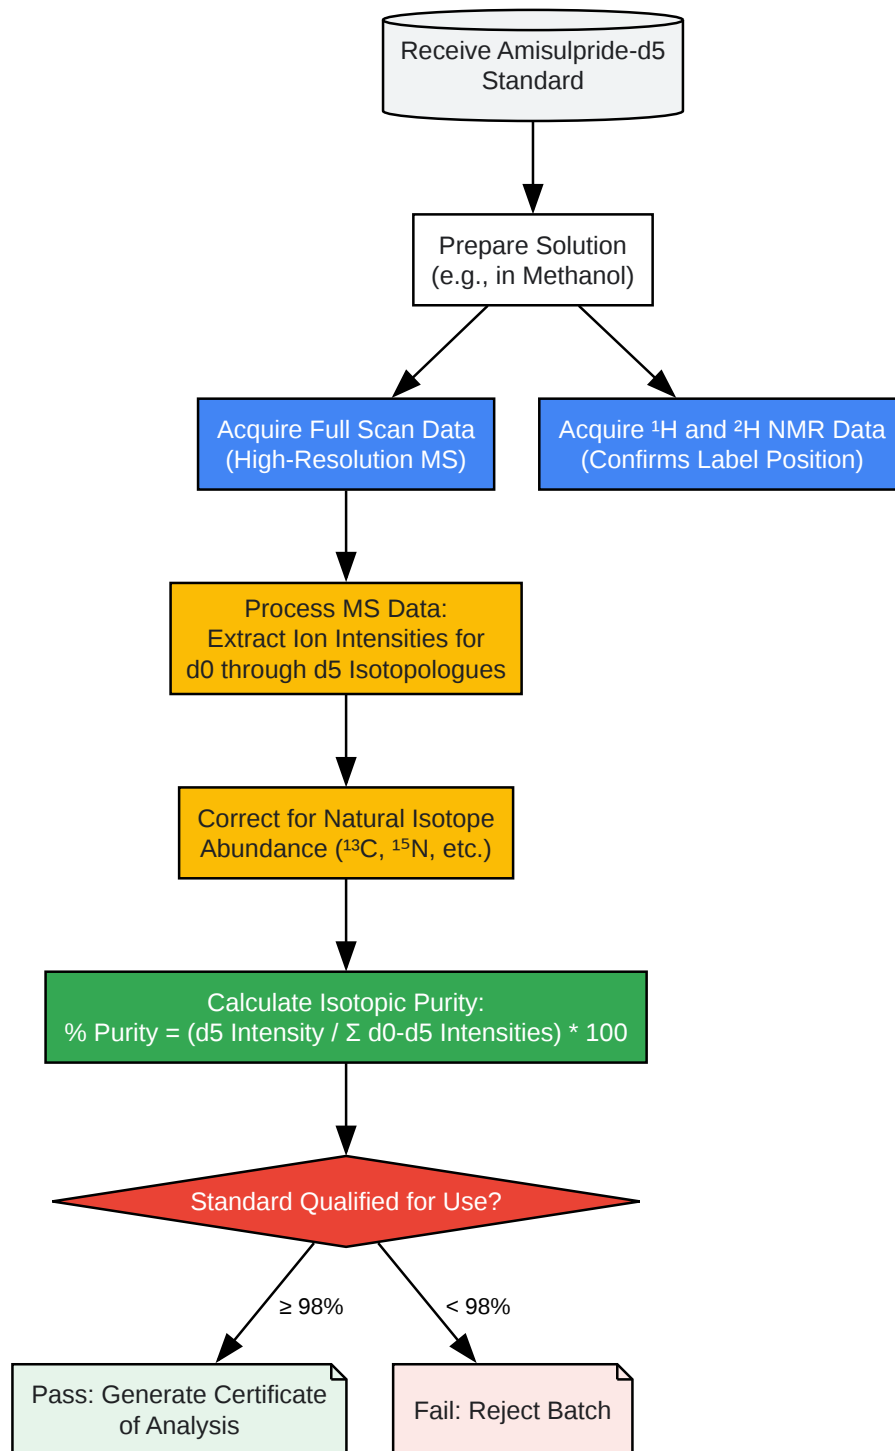 Receive Amisulpride-d5
Standard
Prepare Solution
(e.g., in Methanol)
Acquire Full Scan Data
(High-Resolution MS)
Acquire ¹H and ²H NMR Data
(Confirms Label Position)
Process MS Data:
Extract Ion Intensities for
d0 through d5 Isotopologues
Correct for Natural Isotope
Abundance (¹³C, ¹⁵N, etc.)
Calculate Isotopic Purity:
% Purity = (d5 Intensity / Σ d0-d5 Intensities) * 100
Standard Qualified for Use?
≥ 98%
< 98%
Pass: Generate Certificate
of Analysis
Fail: Reject Batch